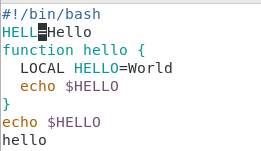 #!/bin/bash
HELL=Hello
function hello {
  LOCAL HELLO=World
  echo $HELLO
}
echo $HELLO
hello